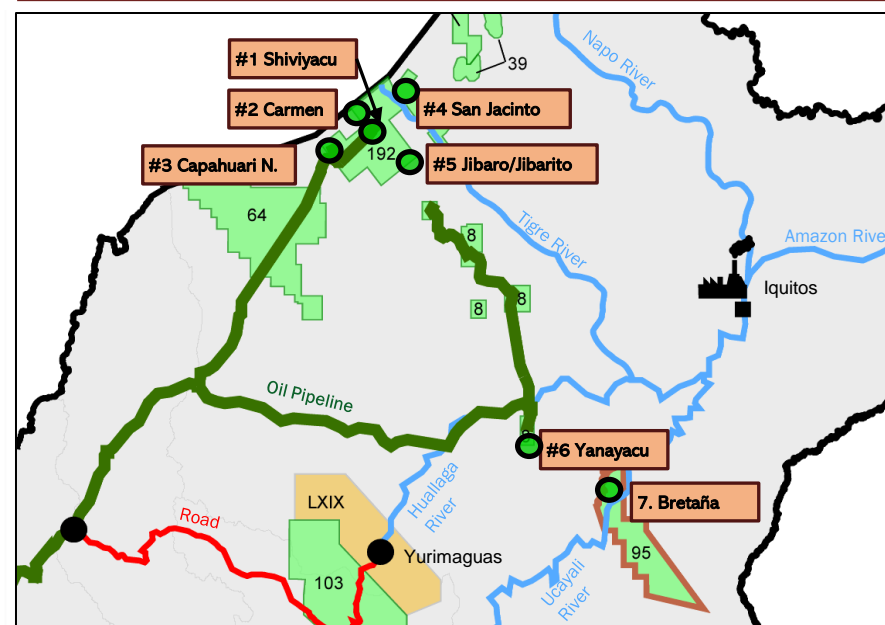 Napo River
39
#1 Shiviyacu
#2 Carmen
#4 San Jacinto
192
#3 Capahuari N.
#5 Jibaro/Jibarito
64
8
Tigre River
Amazon Rive
8
8
Iquitos
Oil Pipeline
#6 Yanayacu
Huallaga
River
LXIX
7. Bretaña
Road
95
Yurimaguas
103
Ucayali
River